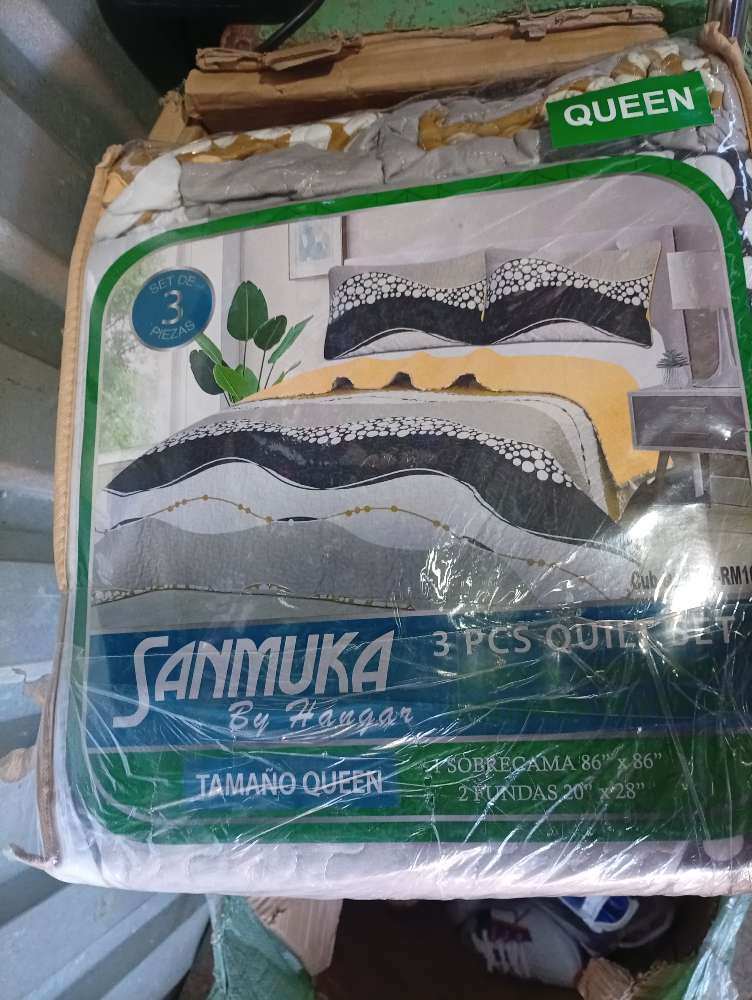 QUEEN
SET DE
3
PIEZAS
SANMUKA
By Hangar
3 PCS QUILT SET
TAMAÑO QUEEN
1 SOBRECAMA 86” x 86”
2 FUNDAS 20” x 28”